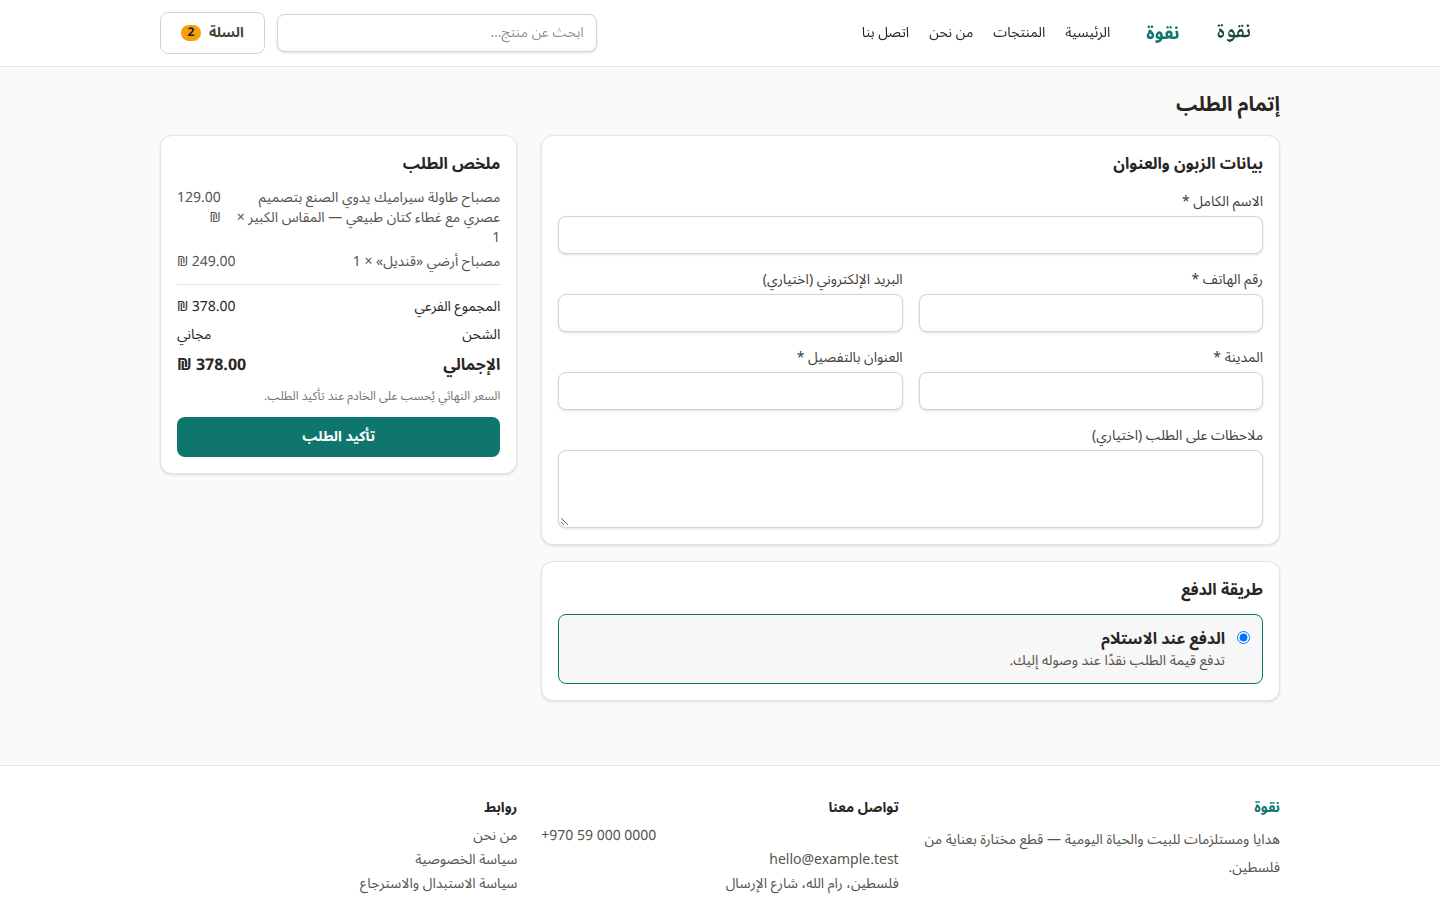 نقوة
نقوة
الرئيسية
المنتجات
من نحن
اتصل بنا
ابحث عن منتج...
السلة 2
إتمام الطلب
بيانات الزبون والعنوان
الاسم الكامل *
رقم الهاتف *
البريد الإلكتروني (اختياري)
المدينة *
العنوان بالتفصيل *
ملاحظات على الطلب (اختياري)
طريقة الدفع
الدفع عند الاستلام
تدفع قيمة الطلب نقدًا عند وصوله إليك.
ملخص الطلب
مصباح طاولة سيراميك يدوي الصنع بتصميم
عصري مع غطاء كتان طبيعي — المقاس الكبير ×
1
129.00
₪
مصباح أرضي «قنديل» × 1
249.00 ₪
المجموع الفرعي
378.00 ₪
الشحن
مجاني
الإجمالي
378.00 ₪
السعر النهائي يُحسب على الخادم عند تأكيد الطلب.
تأكيد الطلب
نقوة
هدايا ومستلزمات للبيت والحياة اليومية — قطع مختارة بعناية من
فلسطين.
تواصل معنا
+970 59 000 0000
hello@example.test
فلسطين، رام الله، شارع الإرسال
روابط
من نحن
سياسة الخصوصية
سياسة الاستبدال والاسترجاع